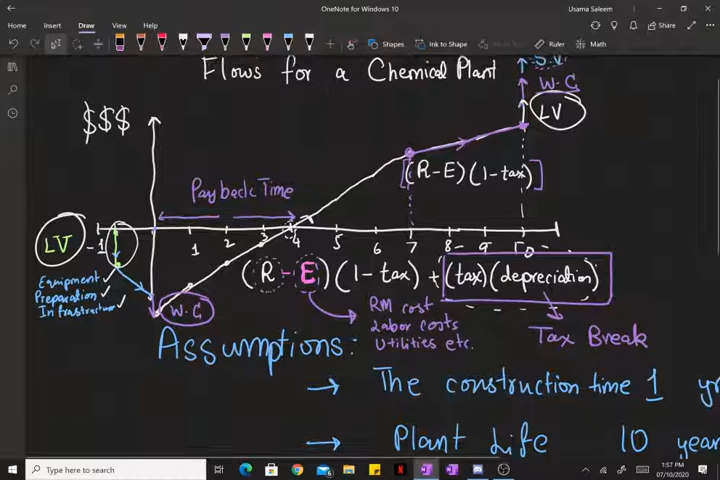 OneNote for Windows 10
Usama Saleem
Home Insert Draw View Help
Share
Shapes Ink to Shape Ruler Math
S.V
Flows for a Chemical Plant
W.C
$$$
LV
Payback Time
[(R-E)(1-tax)]
LV
-1 1 2 3 4 5 6 7 8 9 10
Equipment ✓
Preparation ✓
Infrastructure ✓
(R - E)(1-tax) + (tax)(depreciation)
W.C
RM cost
Labor costs
Utilities etc.
Tax Break
Assumptions:
→ The construction time 1 yr
→ Plant Life 10 year
Type here to search
1:57 PM
07/10/2020